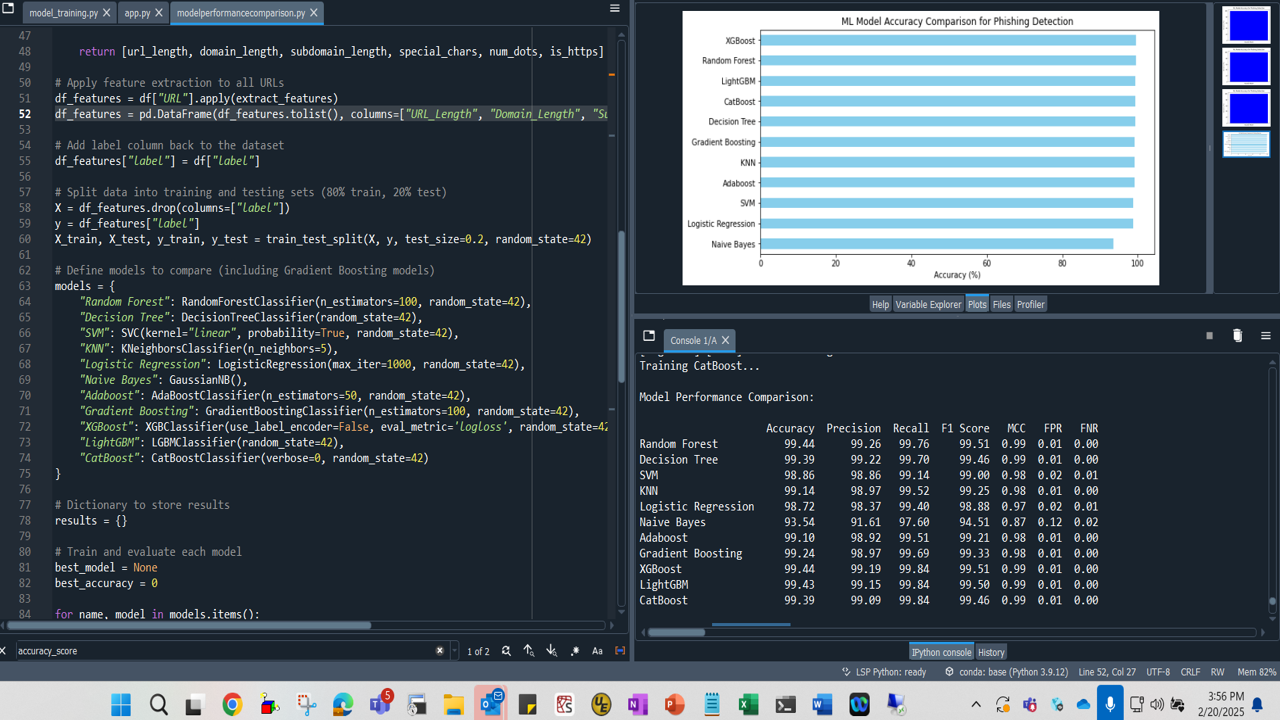 model_training.py
app.py
modelperformancecomparison.py
47
return [url_length, domain_length, subdomain_length, special_chars, num_dots, is_https]
49
50 # Apply feature extraction to all URLs
51 df_features = df["URL"].apply(extract_features)
52 df_features = pd.DataFrame(df_features.tolist(), columns=["URL_Length", "Domain_Length", "Su
53
54 # Add label column back to the dataset
55 df_features["label"] = df["label"]
56
57 # Split data into training and testing sets (80% train, 20% test)
58 X = df_features.drop(columns=["label"])
59 y = df_features["label"]
60 X_train, X_test, y_train, y_test = train_test_split(X, y, test_size=0.2, random_state=42)
61
62 # Define models to compare (including Gradient Boosting models)
63 models = {
64 "Random Forest": RandomForestClassifier(n_estimators=100, random_state=42),
65 "Decision Tree": DecisionTreeClassifier(random_state=42),
66 "SVM": SVC(kernel="linear", probability=True, random_state=42),
67 "KNN": KNeighborsClassifier(n_neighbors=5),
68 "Logistic Regression": LogisticRegression(max_iter=1000, random_state=42),
69 "Naive Bayes": GaussianNB(),
70 "Adaboost": AdaBoostClassifier(n_estimators=50, random_state=42),
71 "Gradient Boosting": GradientBoostingClassifier(n_estimators=100, random_state=42),
72 "XGBoost": XGBClassifier(use_label_encoder=False, eval_metric='logloss', random_state=42
73 "LightGBM": LGBMClassifier(random_state=42),
74 "CatBoost": CatBoostClassifier(verbose=0, random_state=42)
75 }
76
77 # Dictionary to store results
78 results = {}
79
80 # Train and evaluate each model
81 best_model = None
82 best_accuracy = 0
83
84 for name, model in models.items():
accuracy_score
1 of 2
Aa
ML Model Accuracy Comparison for Phishing Detection
XGBoost
Random Forest
LightGBM
CatBoost
Decision Tree
Gradient Boosting
KNN
Adaboost
SVM
Logistic Regression
Naive Bayes
0 20 40 60 80 100
Accuracy (%)
Help Variable Explorer Plots Files Profiler
Console 1/A
Training CatBoost...
Model Performance Comparison:
Accuracy Precision Recall F1 Score MCC FPR FNR
Random Forest 99.44 99.26 99.76 99.51 0.99 0.01 0.00
Decision Tree 99.39 99.22 99.70 99.46 0.99 0.01 0.00
SVM 98.86 98.86 99.14 99.00 0.98 0.02 0.01
KNN 99.14 98.97 99.52 99.25 0.98 0.01 0.00
Logistic Regression 98.72 98.37 99.40 98.88 0.97 0.02 0.01
Naive Bayes 93.54 91.61 97.60 94.51 0.87 0.12 0.02
Adaboost 99.10 98.92 99.51 99.21 0.98 0.01 0.00
Gradient Boosting 99.24 98.97 99.69 99.33 0.98 0.01 0.00
XGBoost 99.44 99.19 99.84 99.51 0.99 0.01 0.00
LightGBM 99.43 99.15 99.84 99.50 0.99 0.01 0.00
CatBoost 99.39 99.09 99.84 99.46 0.99 0.01 0.00
IPython console History
LSP Python: ready conda: base (Python 3.9.12) Line 52, Col 27 UTF-8 CRLF RW Mem 82%
5
3:56 PM
2/20/2025